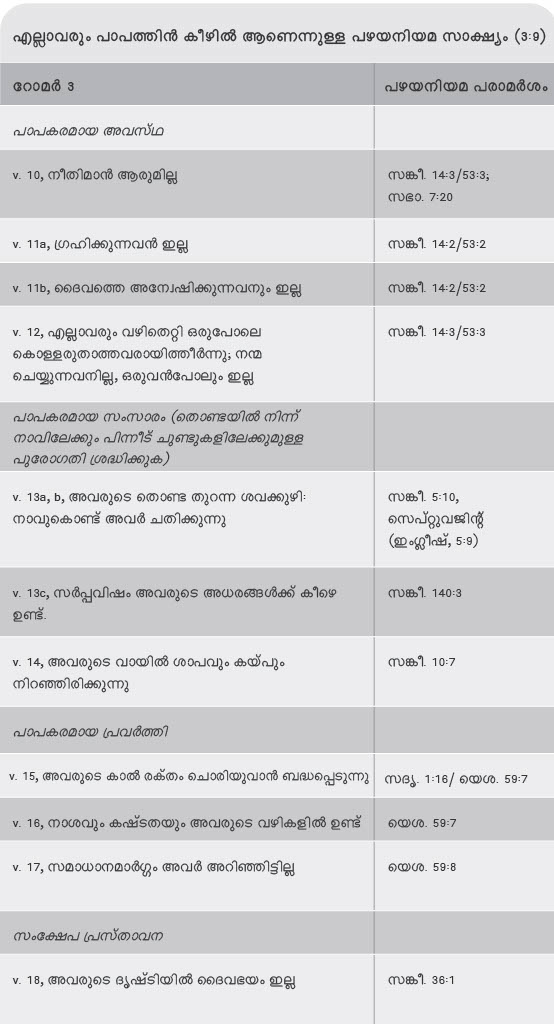 എല്ലാവരും പാപത്തിൻ കീഴിൽ ആണെന്നുള്ള പഴയനിയമ സാക്ഷ്യം (3:9)
റോമർ 3 പഴയനിയമ പരാമർശം
പാപകരമായ അവസ്ഥ
v. 10, നീതിമാൻ ആരുമില്ല സങ്കീ. 14:3/53:3;
സഭാ. 7:20
v. 11a, ഗ്രഹിക്കുന്നവൻ ഇല്ല സങ്കീ. 14:2/53:2
v. 11b, ദൈവത്തെ അന്വേഷിക്കുന്നവനും ഇല്ല സങ്കീ. 14:2/53:2
v. 12, എല്ലാവരും വഴിതെറ്റി ഒരുപോലെ സങ്കീ. 14:3/53:3
കൊള്ളരുതാത്തവരായിത്തീർന്നു; നന്മ
ചെയ്യുന്നവനില്ല, ഒരുവൻപോലും ഇല്ല
പാപകരമായ സംസാരം (തൊണ്ടയിൽ നിന്ന്
നാവിലേക്കും പിന്നീട് ചുണ്ടുകളിലേക്കുമുള്ള
പുരോഗതി ശ്രദ്ധിക്കുക)
v. 13a, b, അവരുടെ തൊണ്ട തുറന്ന ശവക്കുഴി: സങ്കീ. 5:10,
നാവുകൊണ്ട് അവർ ചതിക്കുന്നു സെപ്റ്റുവജിന്റ്
(ഇംഗ്ലീഷ്, 5:9)
v. 13c, സർപ്പവിഷം അവരുടെ അധരങ്ങൾക്ക് കീഴെ സങ്കീ. 140:3
ഉണ്ട്.
v. 14, അവരുടെ വായിൽ ശാപവും കയ്പും സങ്കീ. 10:7
നിറഞ്ഞിരിക്കുന്നു
പാപകരമായ പ്രവർത്തി
v. 15, അവരുടെ കാൽ രക്തം ചൊരിയുവാൻ ബദ്ധപ്പെടുന്നു സദൃ. 1:16/ യെശ. 59:7
v. 16, നാശവും കഷ്ടതയും അവരുടെ വഴികളിൽ ഉണ്ട് യെശ. 59:7
v. 17, സമാധാനമാർഗ്ഗം അവർ അറിഞ്ഞിട്ടില്ല യെശ. 59:8
സംക്ഷേപ പ്രസ്താവന
v. 18, അവരുടെ ദൃഷ്ടിയിൽ ദൈവഭയം ഇല്ല സങ്കീ. 36:1